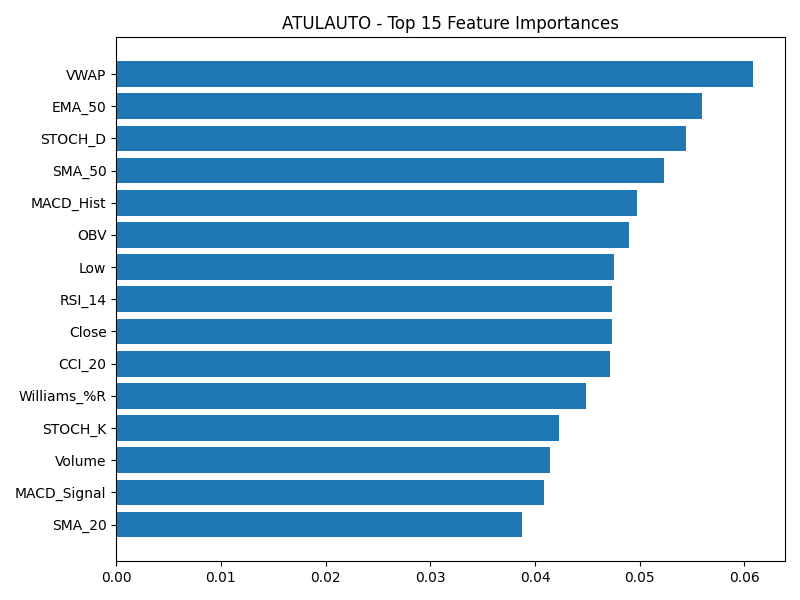 ATULAUTO - Top 15 Feature Importances
VWAP
EMA_50
STOCH_D
SMA_50
MACD_Hist
OBV
Low
RSI_14
Close
CCI_20
Williams_%R
STOCH_K
Volume
MACD_Signal
SMA_20
0.00 0.01 0.02 0.03 0.04 0.05 0.06